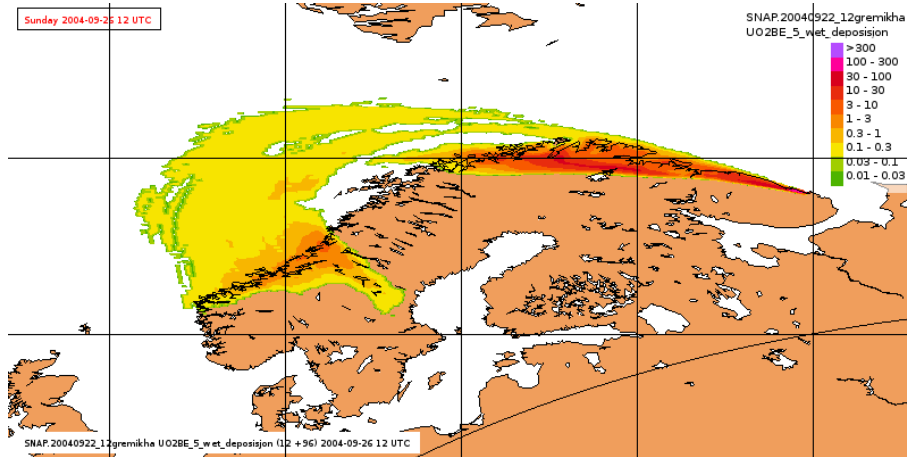 Sunday 2004-09-26 12 UTC
SNAP.20040922_12gremikha
UO2BE_5_wet_deposisjon
>300
100 - 300
30 - 100
10 - 30
3 - 10
1 - 3
0.3 - 1
0.1 - 0.3
0.03 - 0.1
0.01 - 0.03
SNAP.20040922_12gremikha UO2BE_5_wet_deposisjon (12 +96) 2004-09-26 12 UTC